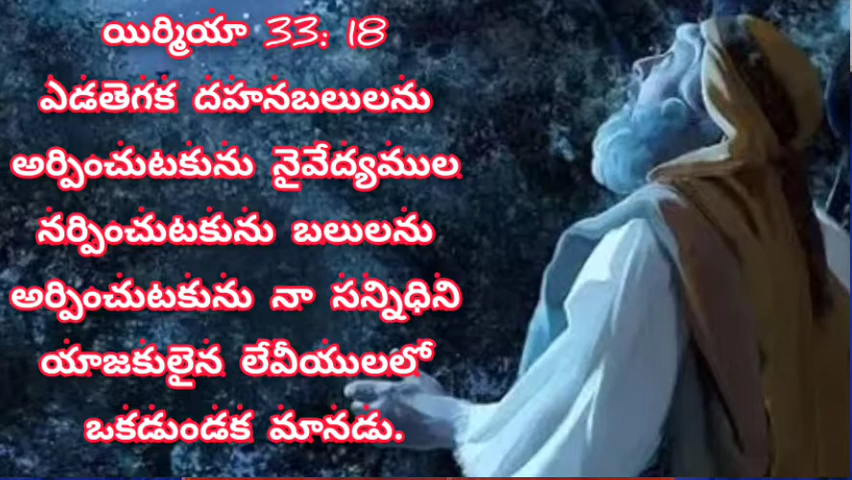 యిర్మియా 33: 18
ఏడతెగక దహనబలులను
అర్పించుటకును నైవేద్యముల
నర్పించుటకును బలులను
అర్పించుటకును నా సన్నిధిని
యాజకులైన లేవీయులలో
ఒకడుండక మానడు.